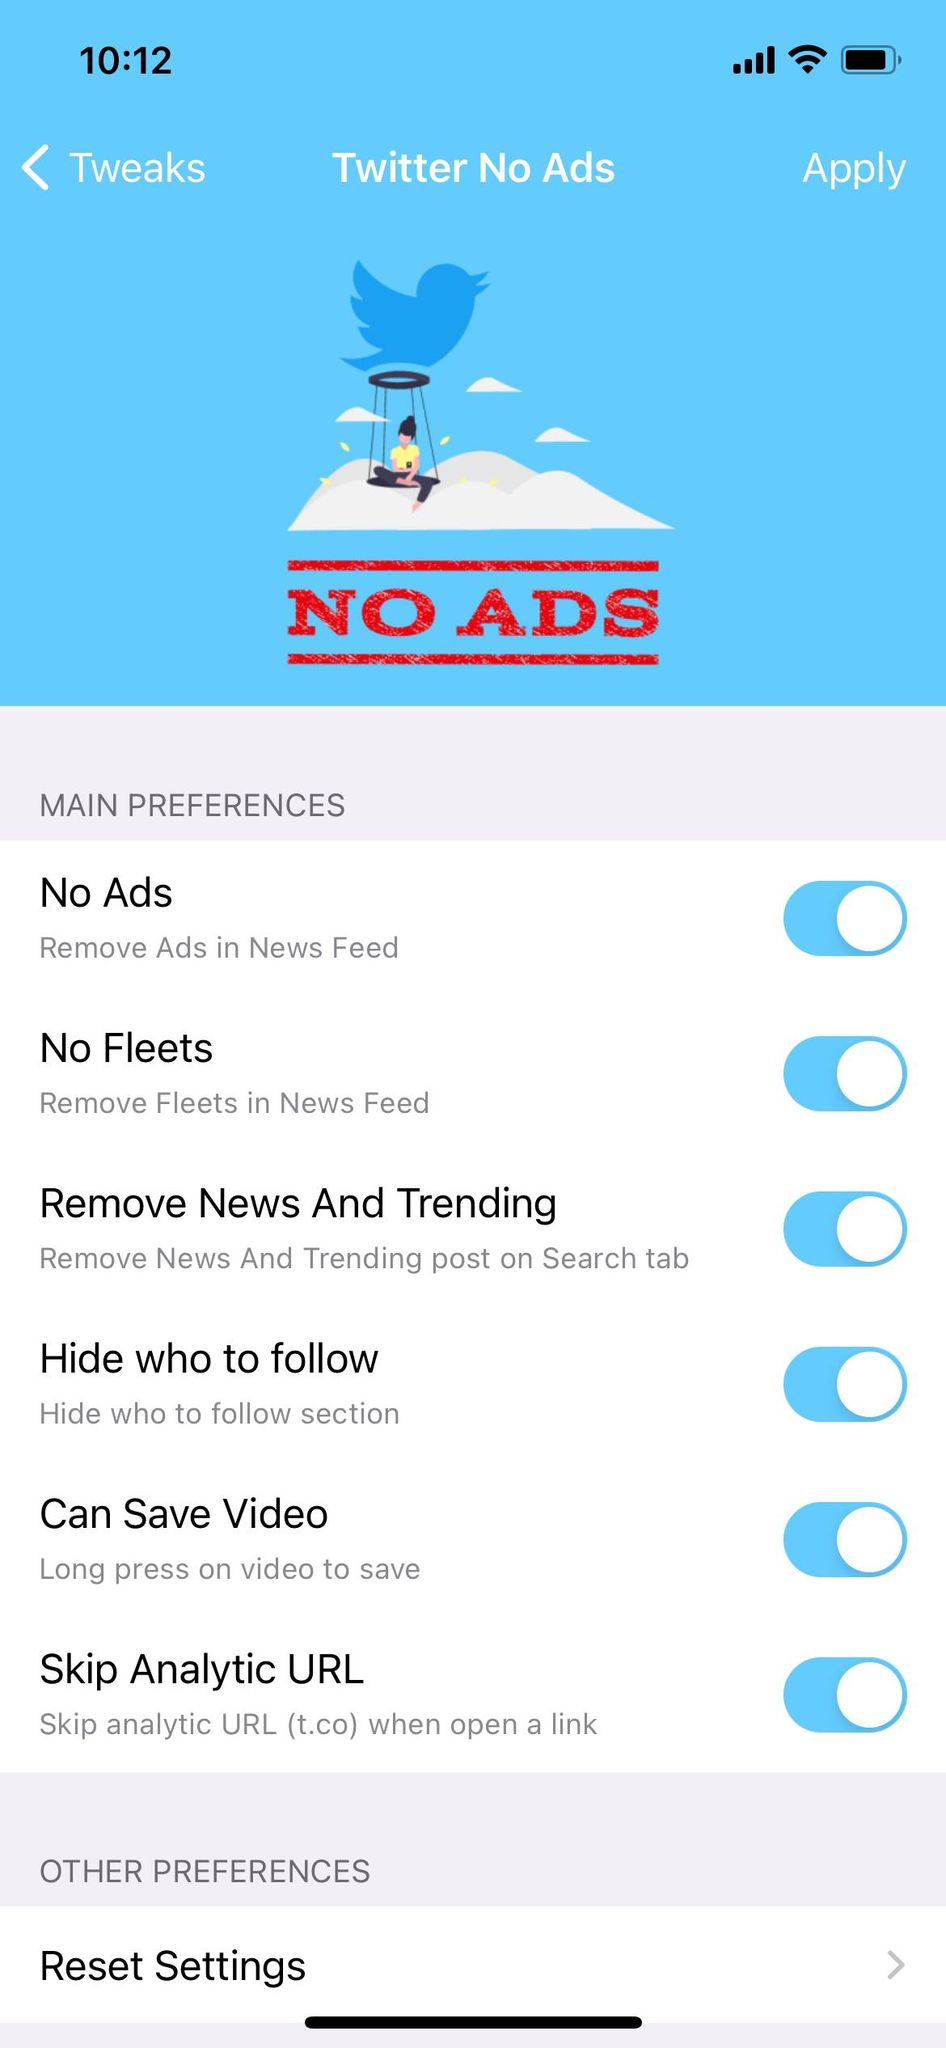 10:12
Tweaks
Twitter No Ads
Apply
NO ADS
MAIN PREFERENCES
No Ads
Remove Ads in News Feed
No Fleets
Remove Fleets in News Feed
Remove News And Trending
Remove News And Trending post on Search tab
Hide who to follow
Hide who to follow section
Can Save Video
Long press on video to save
Skip Analytic URL
Skip analytic URL (t.co) when open a link
OTHER PREFERENCES
Reset Settings